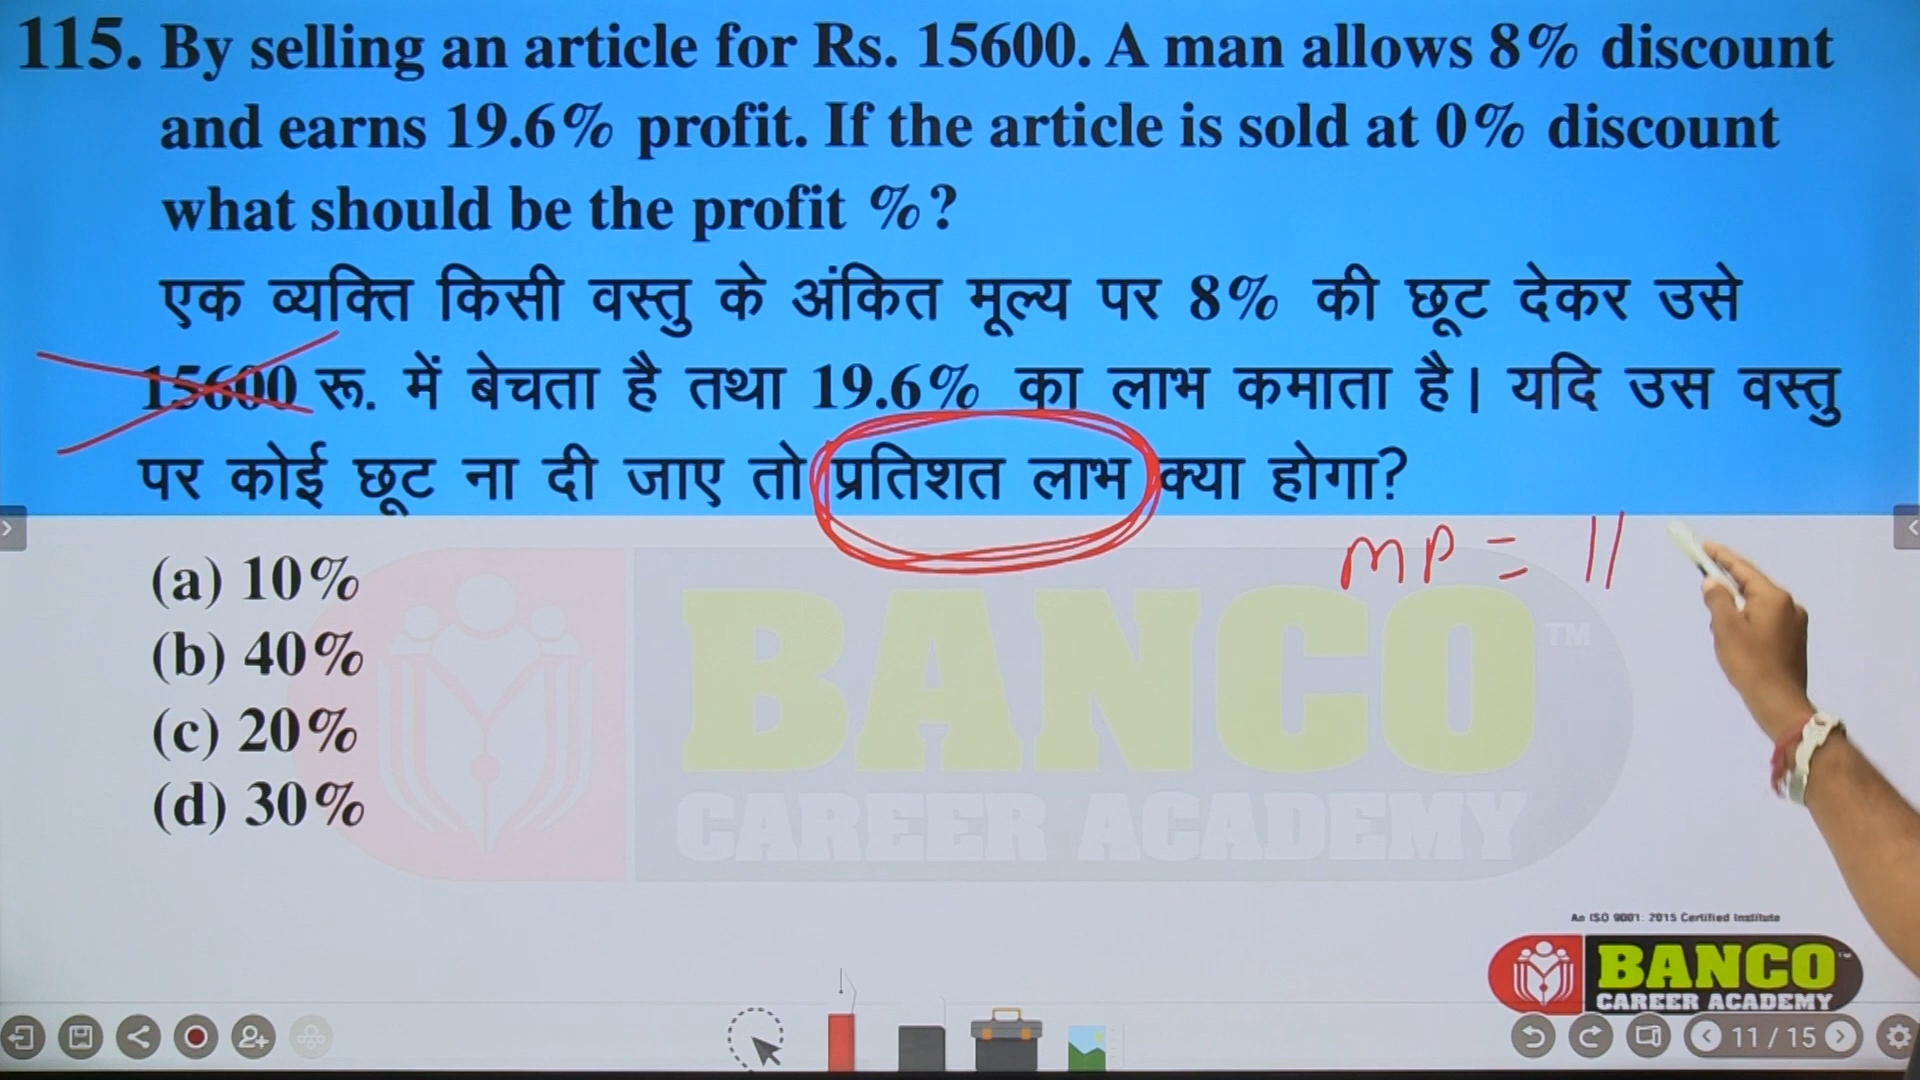 115. By selling an article for Rs. 15600. A man allows 8% discount
and earns 19.6% profit. If the article is sold at 0% discount
what should be the profit %?
एक व्यक्ति किसी वस्तु के अंकित मूल्य पर 8% की छूट देकर उसे
15600 रू. में बेचता है तथा 19.6% का लाभ कमाता है। यदि उस वस्तु
पर कोई छूट ना दी जाए तो प्रतिशत लाभ क्या होगा?
MP = 11
(a) 10%
(b) 40%
(c) 20%
(d) 30%
BANCO TM
CAREER ACADEMY
An ISO 9001: 2015 Certified Institute
BANCO
CAREER ACADEMY
11 / 15